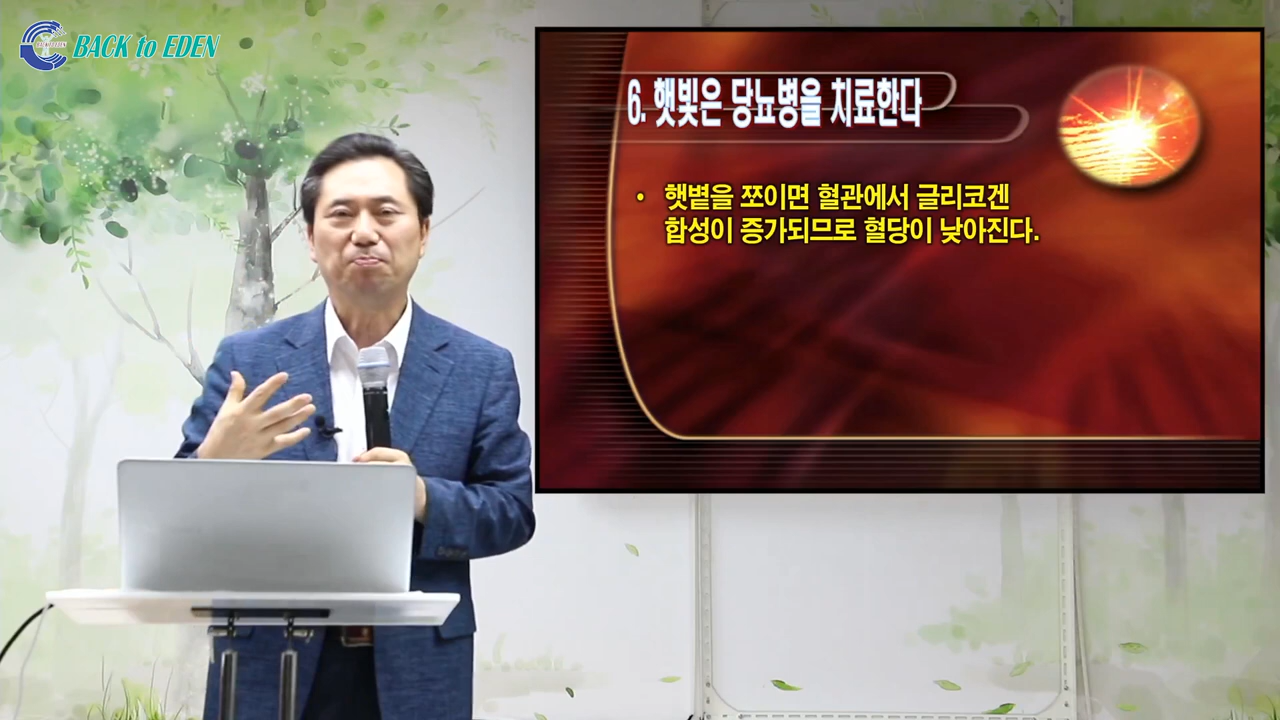 BACK to EDEN
6. 햇빛은 당뇨병을 치료한다
• 햇볕을 쪼이면 혈관에서 글리코겐
합성이 증가되므로 혈당이 낮아진다.